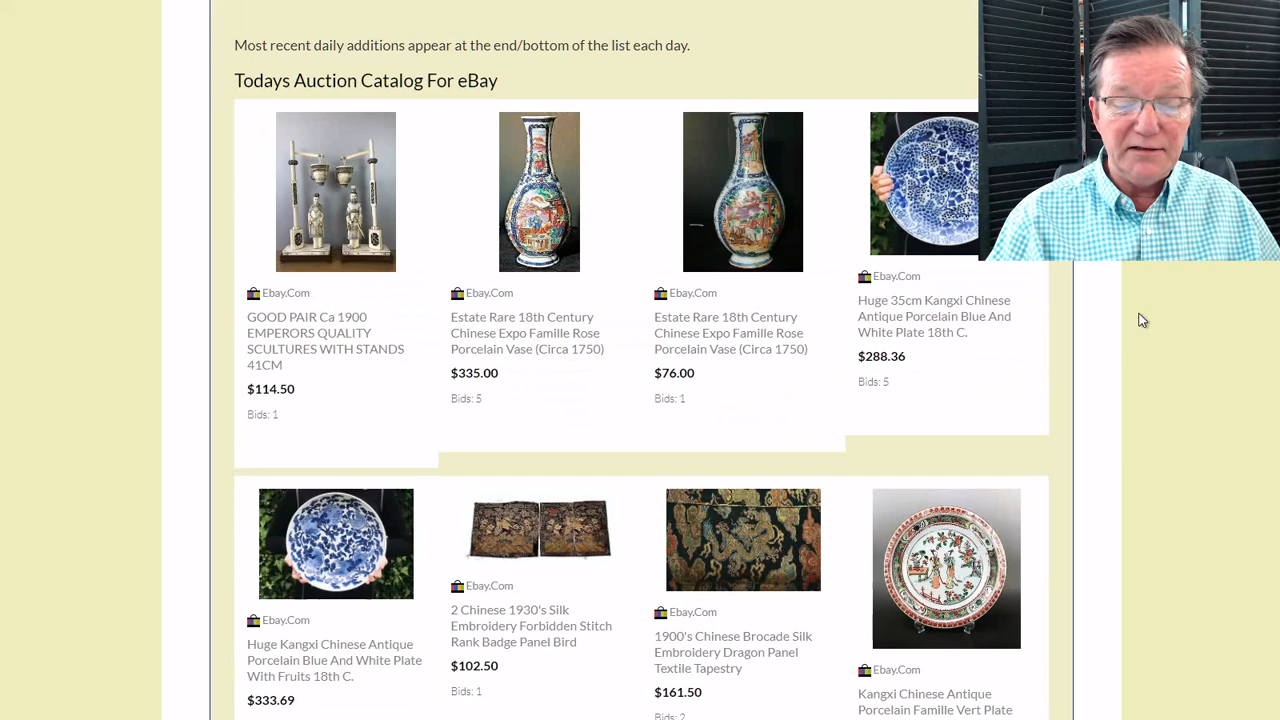 Most recent daily additions appear at the end/bottom of the list each day.
Todays Auction Catalog For eBay
Ebay.Com
GOOD PAIR Ca 1900
EMPERORS QUALITY
SCULTURES WITH STANDS
41CM
$114.50
Bids: 1
Ebay.Com
Estate Rare 18th Century
Chinese Expo Famille Rose
Porcelain Vase (Circa 1750)
$335.00
Bids: 5
Ebay.Com
Estate Rare 18th Century
Chinese Expo Famille Rose
Porcelain Vase (Circa 1750)
$76.00
Bids: 1
Ebay.Com
Huge 35cm Kangxi Chinese
Antique Porcelain Blue And
White Plate 18th C.
$288.36
Bids: 5
Ebay.Com
Huge Kangxi Chinese Antique
Porcelain Blue And White Plate
With Fruits 18th C.
$333.69
Ebay.Com
2 Chinese 1930's Silk
Embroidery Forbidden Stitch
Rank Badge Panel Bird
$102.50
Bids: 1
Ebay.Com
1900's Chinese Brocade Silk
Embroidery Dragon Panel
Textile Tapestry
$161.50
Bids: 2
Ebay.Com
Kangxi Chinese Antique
Porcelain Famille Vert Plate